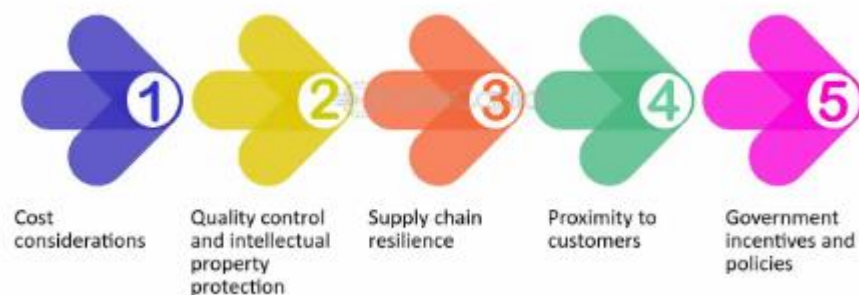 1
2
3
4
5
Cost
considerations
Quality control
and intellectual
property
protection
Supply chain
resilience
Proximity to
customers
Government
incentives and
policies